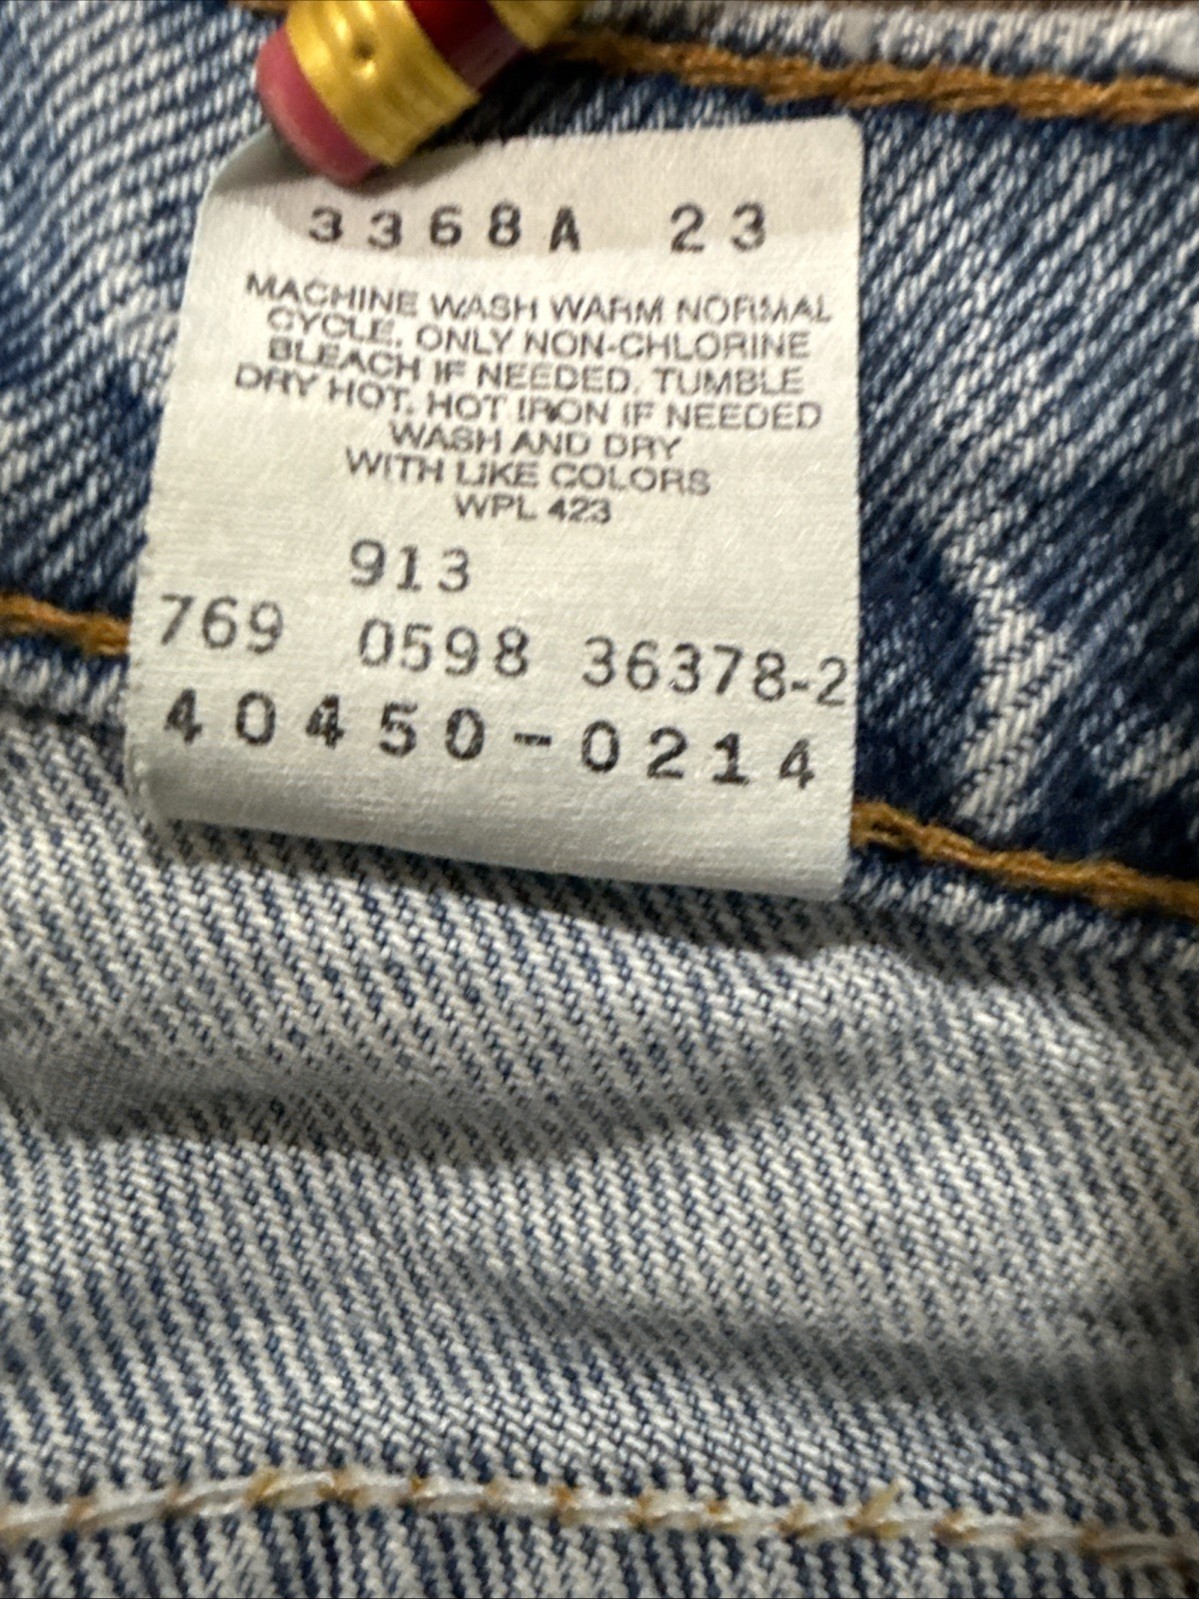 3368A 23
MACHINE WASH WARM NORMAL
CYCLE. ONLY NON-CHLORINE
BLEACH IF NEEDED. TUMBLE
DRY HOT. HOT IRON IF NEEDED
WASH AND DRY
WITH LIKE COLORS
WPL 423
913
769 0598 36378-2
40450-0214